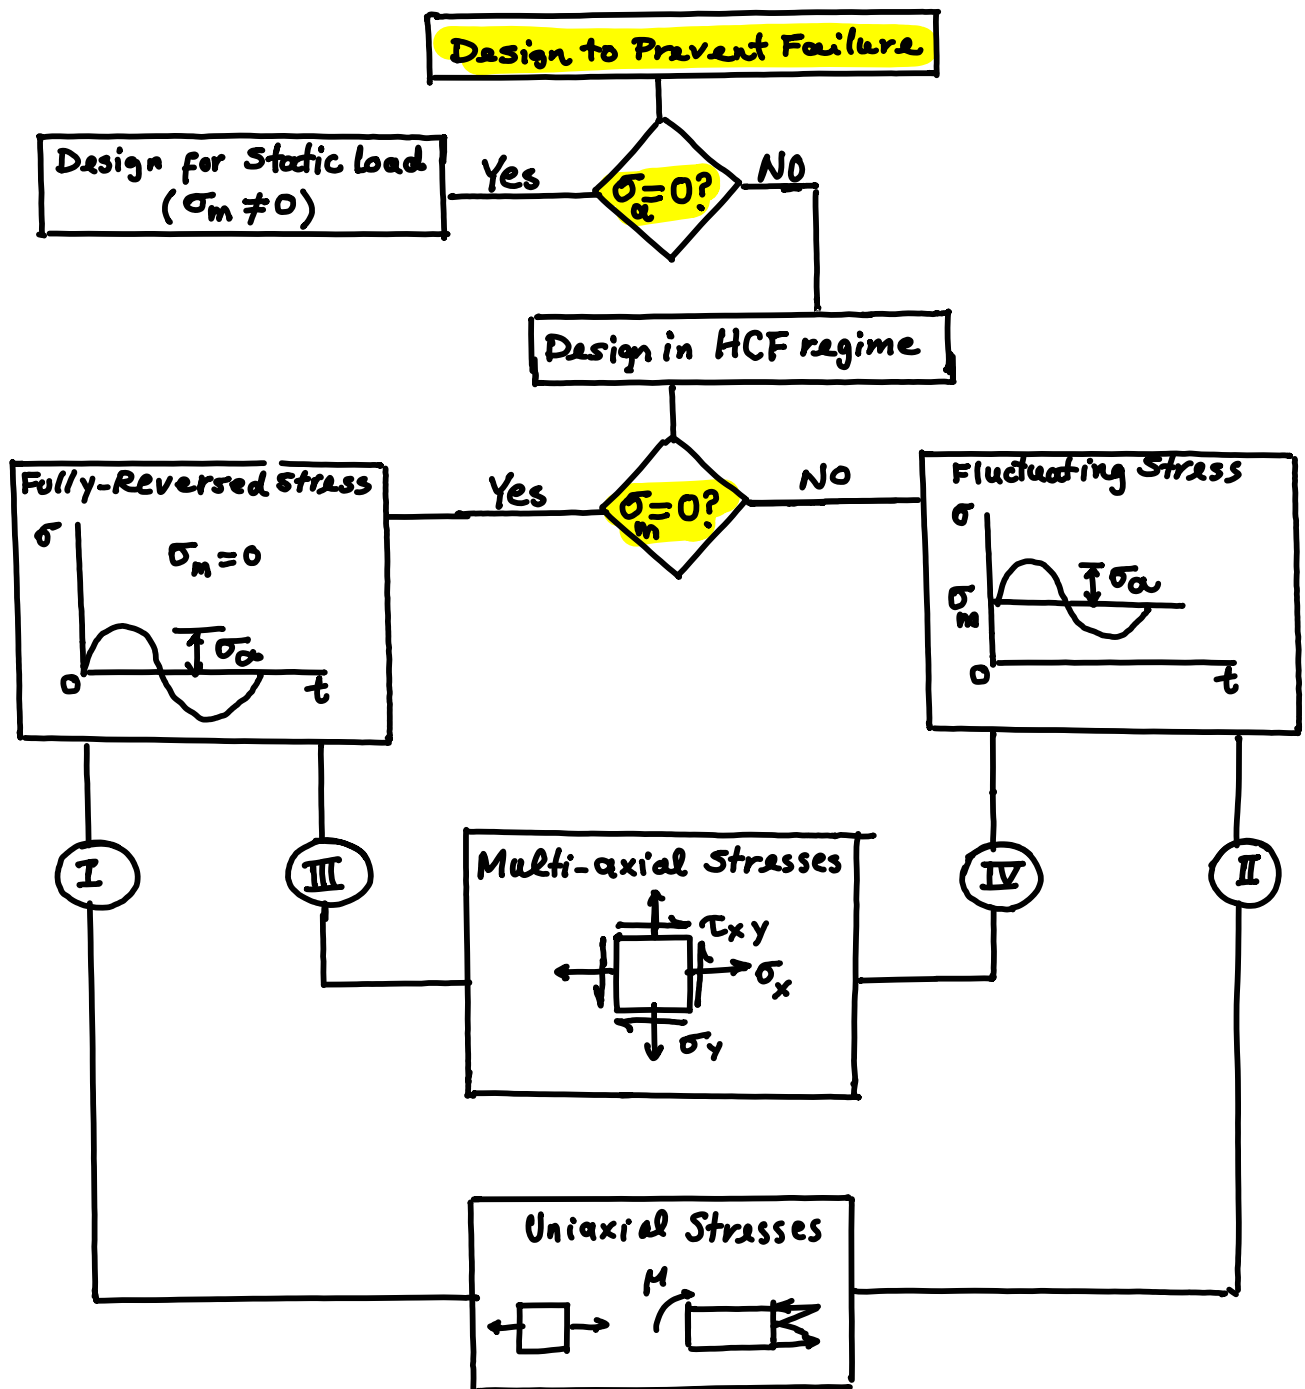 Design to Prevent Failure
Design for Static Load
(σm ≠ 0)
Yes
σa = 0?
NO
Design in HCF regime
Fully-Reversed Stress
σ
σm = 0
σa
0
t
Yes
σm = 0?
NO
Fluctuating Stress
σ
σa
σm
0
t
I
III
Multi-axial Stresses
τxy
σx
σy
IV
II
Uniaxial Stresses
M